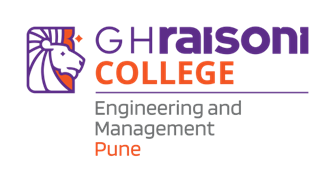 GHRAISONI
COLLEGE
Engineering and
Management
Pune